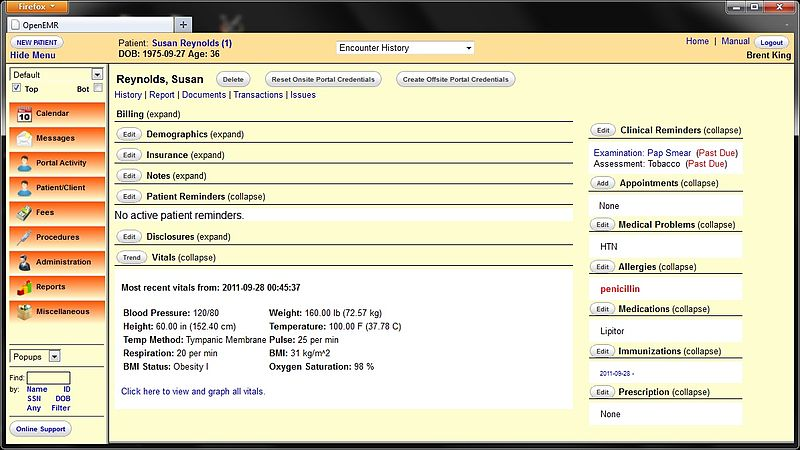 Firefox
OpenEMR
NEW PATIENT
Hide Menu
Patient: Susan Reynolds (1)
DOB: 1975-09-27 Age: 36
Encounter History
Home | Manual
Logout
Brent King
Default
Top
Bot
Calendar
Messages
Portal Activity
Patient/Client
Fees
Procedures
Administration
Reports
Miscellaneous
Popups
Find:
by: Name ID
SSN DOB
Any Filter
Online Support
Reynolds, Susan
Delete
Reset Onsite Portal Credentials
Create Offsite Portal Credentials
History | Report | Documents | Transactions | Issues
Billing (expand)
Edit Demographics (expand)
Edit Insurance (expand)
Edit Notes (expand)
Edit Patient Reminders (collapse)
No active patient reminders.
Edit Disclosures (expand)
Trend Vitals (collapse)
Most recent vitals from: 2011-09-28 00:45:37
Blood Pressure: 120/80 Weight: 160.00 lb (72.57 kg)
Height: 60.00 in (152.40 cm) Temperature: 100.00 F (37.78 C)
Temp Method: Tympanic Membrane Pulse: 25 per min
Respiration: 20 per min BMI: 31 kg/m^2
BMI Status: Obesity I Oxygen Saturation: 98 %
Click here to view and graph all vitals.
Edit Clinical Reminders (collapse)
Examination: Pap Smear (Past Due)
Assessment: Tobacco (Past Due)
Add Appointments (collapse)
None
Edit Medical Problems (collapse)
HTN
Edit Allergies (collapse)
penicillin
Edit Medications (collapse)
Lipitor
Edit Immunizations (collapse)
2011-09-28 -
Edit Prescription (collapse)
None